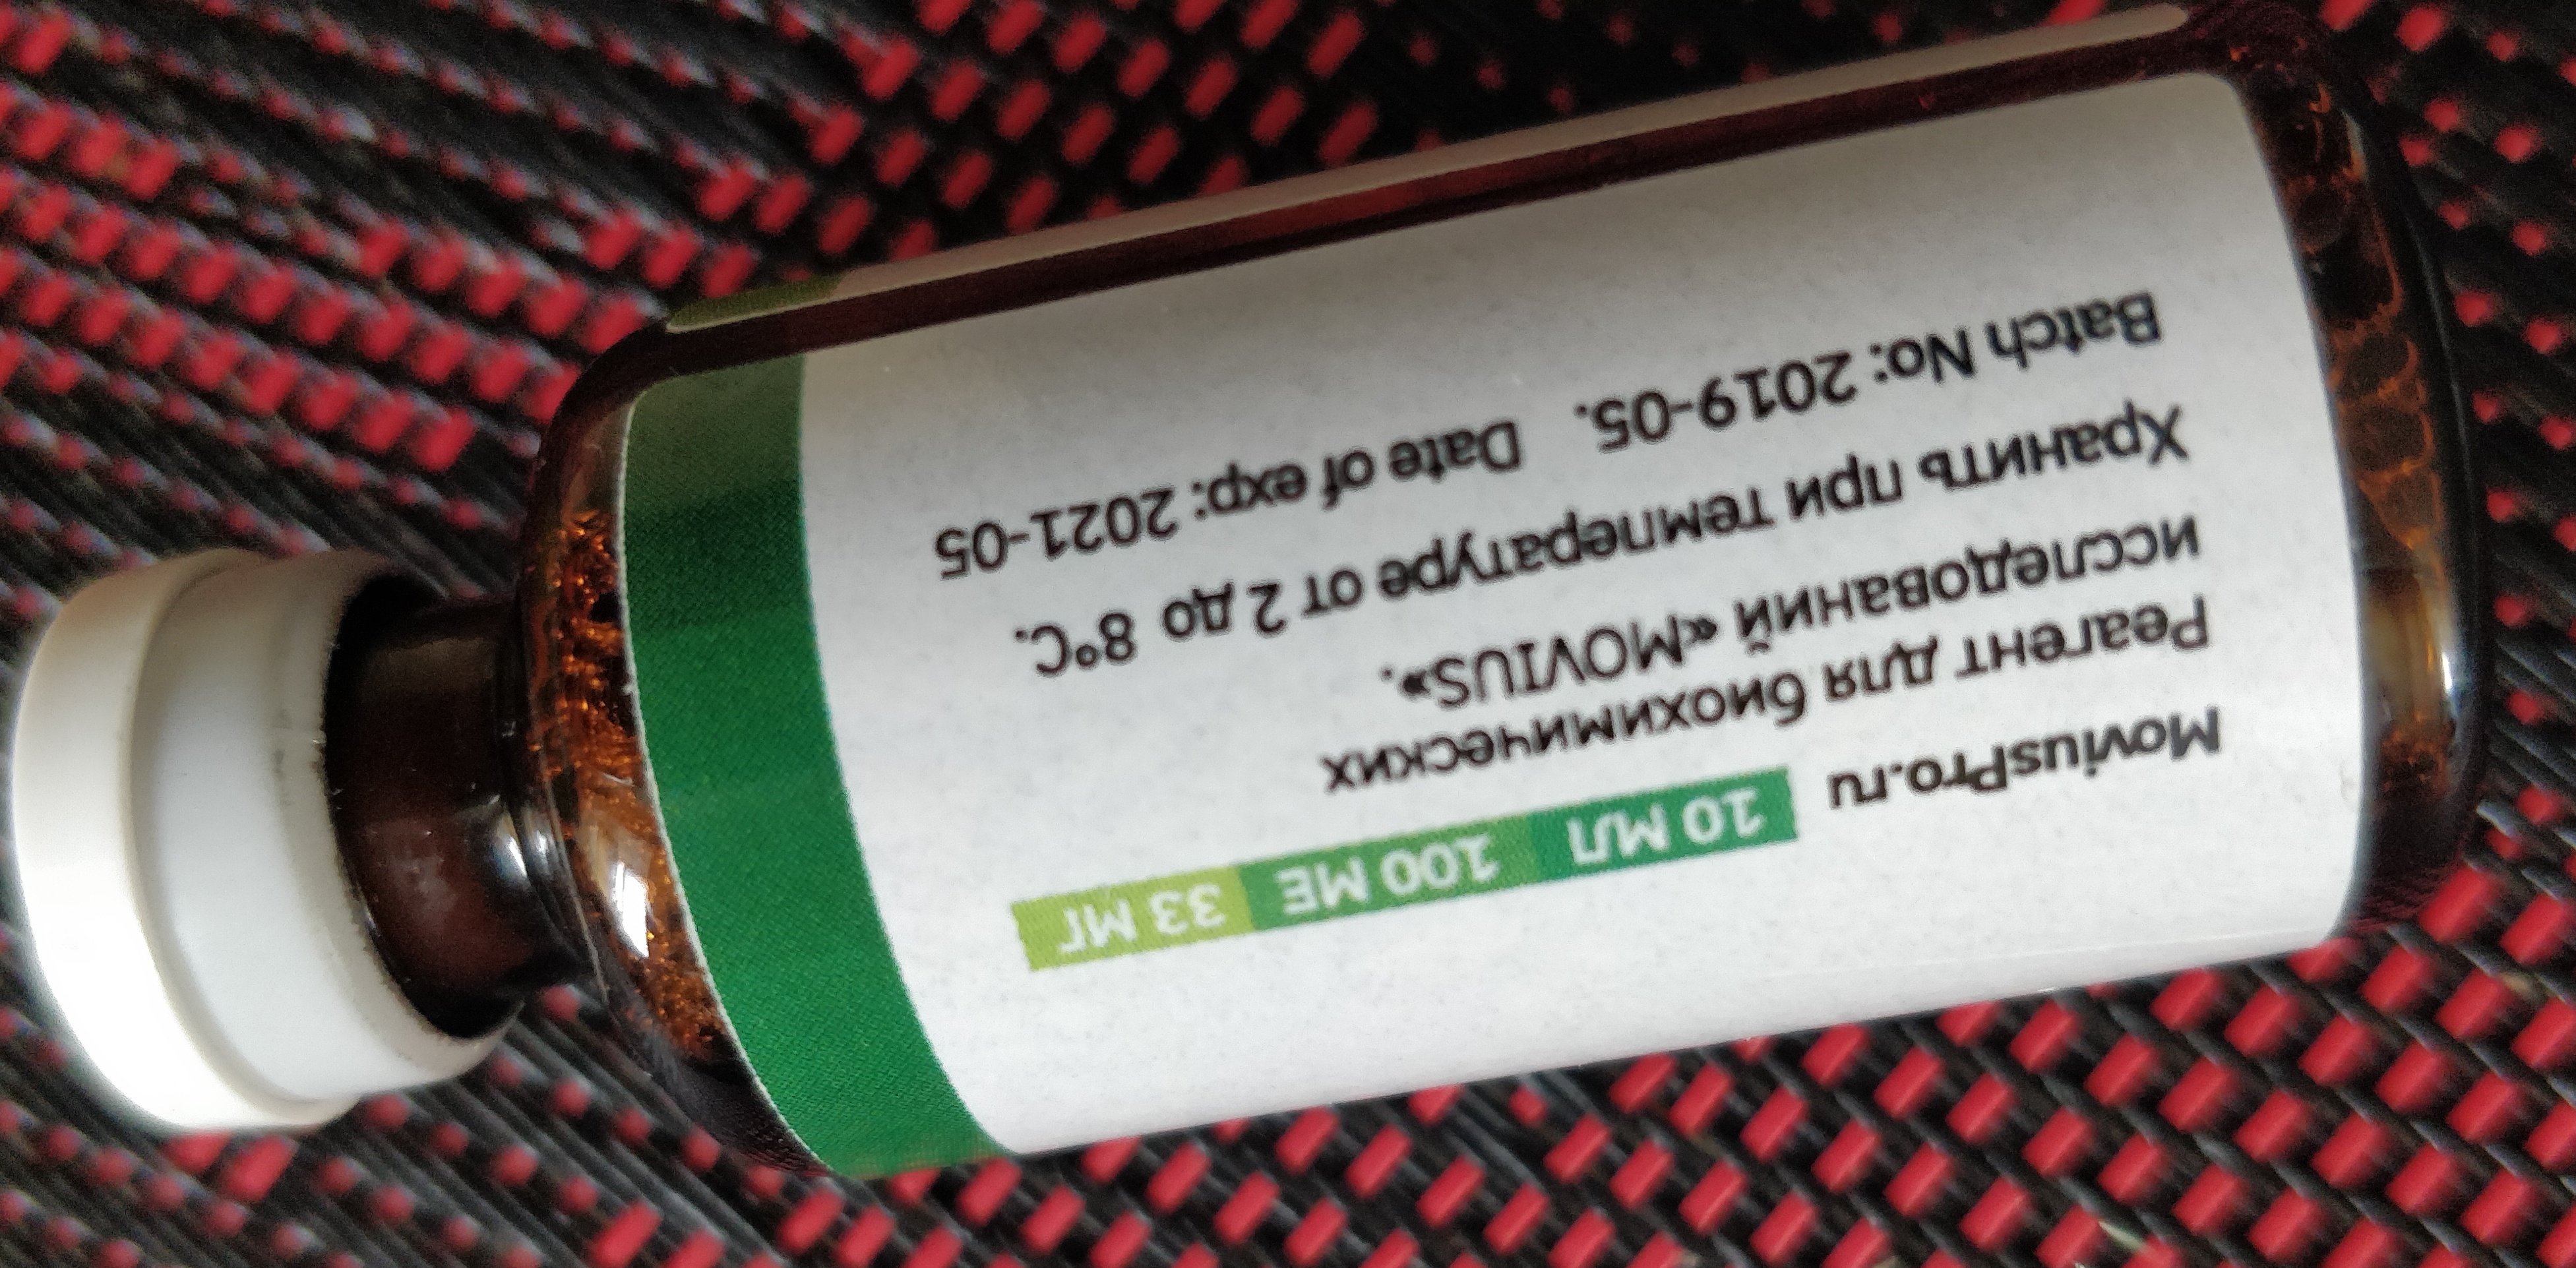 10 МЛ 100 МЕ 33 МГ
MoviusPro.ru
Реагент для биохимических
исследований «MOVIUS».
Хранить при температуре от 2 до 8°С.
Batch No: 2019-05. Date of exp: 2021-05